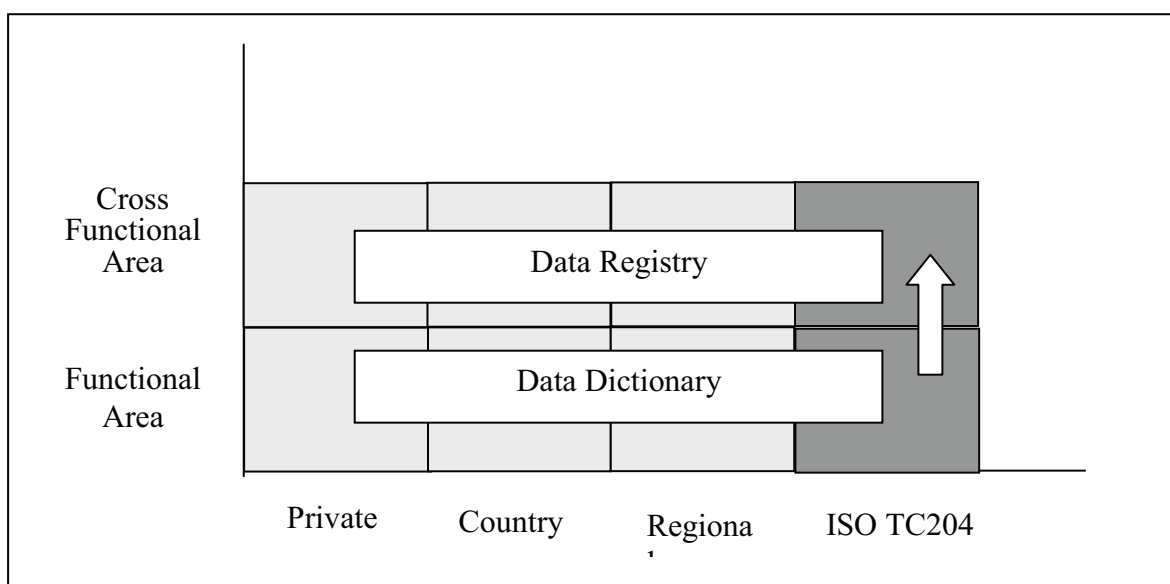 Cross
Functional
Area
Data Registry
Functional
Area
Data Dictionary
Private
Country
Regiona
ISO TC204